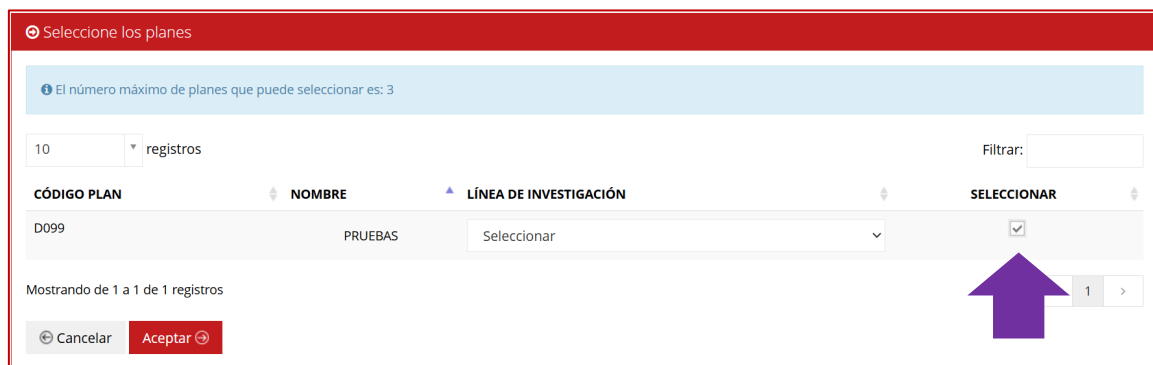 Seleccione los planes
El número máximo de planes que puede seleccionar es: 3
10 registros Filtrar:
CÓDIGO PLAN NOMBRE LÍNEA DE INVESTIGACIÓN SELECCIONAR
D099 PRUEBAS Seleccionar
Mostrando de 1 a 1 de 1 registros 1 >
Cancelar Aceptar